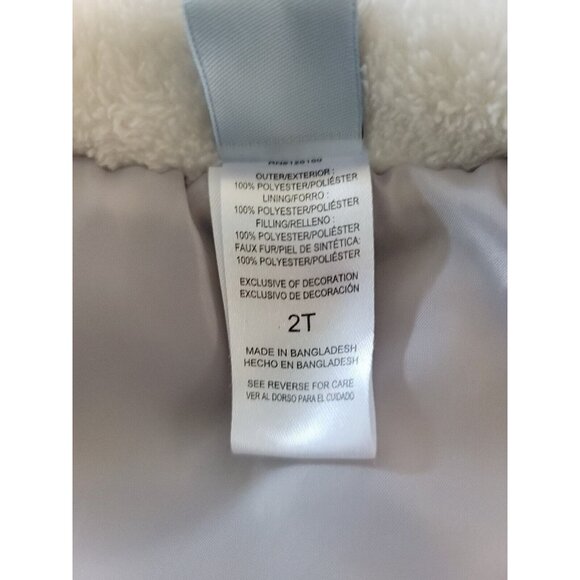 OUTER/EXTERIOR :
100% POLYESTER/POLIÉSTER
LINING/FORRO :
100% POLYESTER/POLIÉSTER
FILLING/RELLENO :
100% POLYESTER/POLIÉSTER
FAUX FUR/PIEL DE SINTÉTICA:
100% POLYESTER/POLIÉSTER
EXCLUSIVE OF DECORATION
EXCLUSIVO DE DECORACIÓN
2T
MADE IN BANGLADESH
HECHO EN BANGLADESH
SEE REVERSE FOR CARE
VER AL DORSO PARA EL CUIDADO